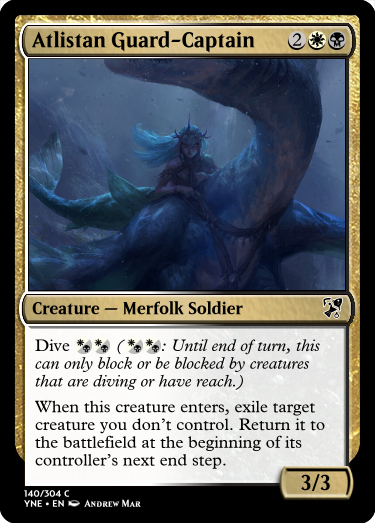 Atlistan Guard-Captain 2
Creature — Merfolk Soldier
Dive (: Until end of turn, this
can only block or be blocked by creatures
that are diving or have reach.)
When this creature enters, exile target
creature you don't control. Return it to
the battlefield at the beginning of its
controller's next end step.
3/3
140/304 C
YNE • EN Andrew Mar